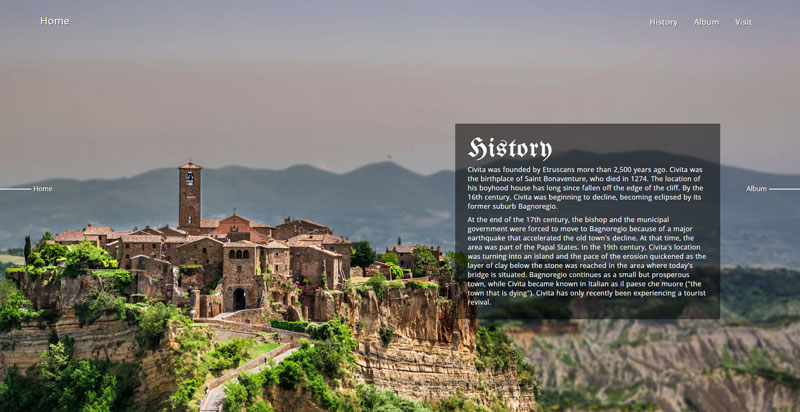 Home
History Album Visit
History
Civita was founded by Etruscans more than 2,500 years ago. Civita was
the birthplace of Saint Bonaventure, who died in 1274. The location of
his boyhood house has long since fallen off the edge of the cliff. By the
16th century, Civita was beginning to decline, becoming eclipsed by its
former suburb Bagnoregio.
At the end of the 17th century, the bishop and the municipal
government were forced to move to Bagnoregio because of a major
earthquake that accelerated the old town's decline. At that time, the
area was part of the Papal States. In the 19th century, Civita's location
was turning into an island and the pace of the erosion quickened as the
layer of clay below the stone was reached in the area where today's
bridge is situated. Bagnoregio continues as a small but prosperous
town, while Civita became known in Italian as il paese che muore ("the
town that is dying"). Civita has only recently been experiencing a tourist
revival.
Home
Album